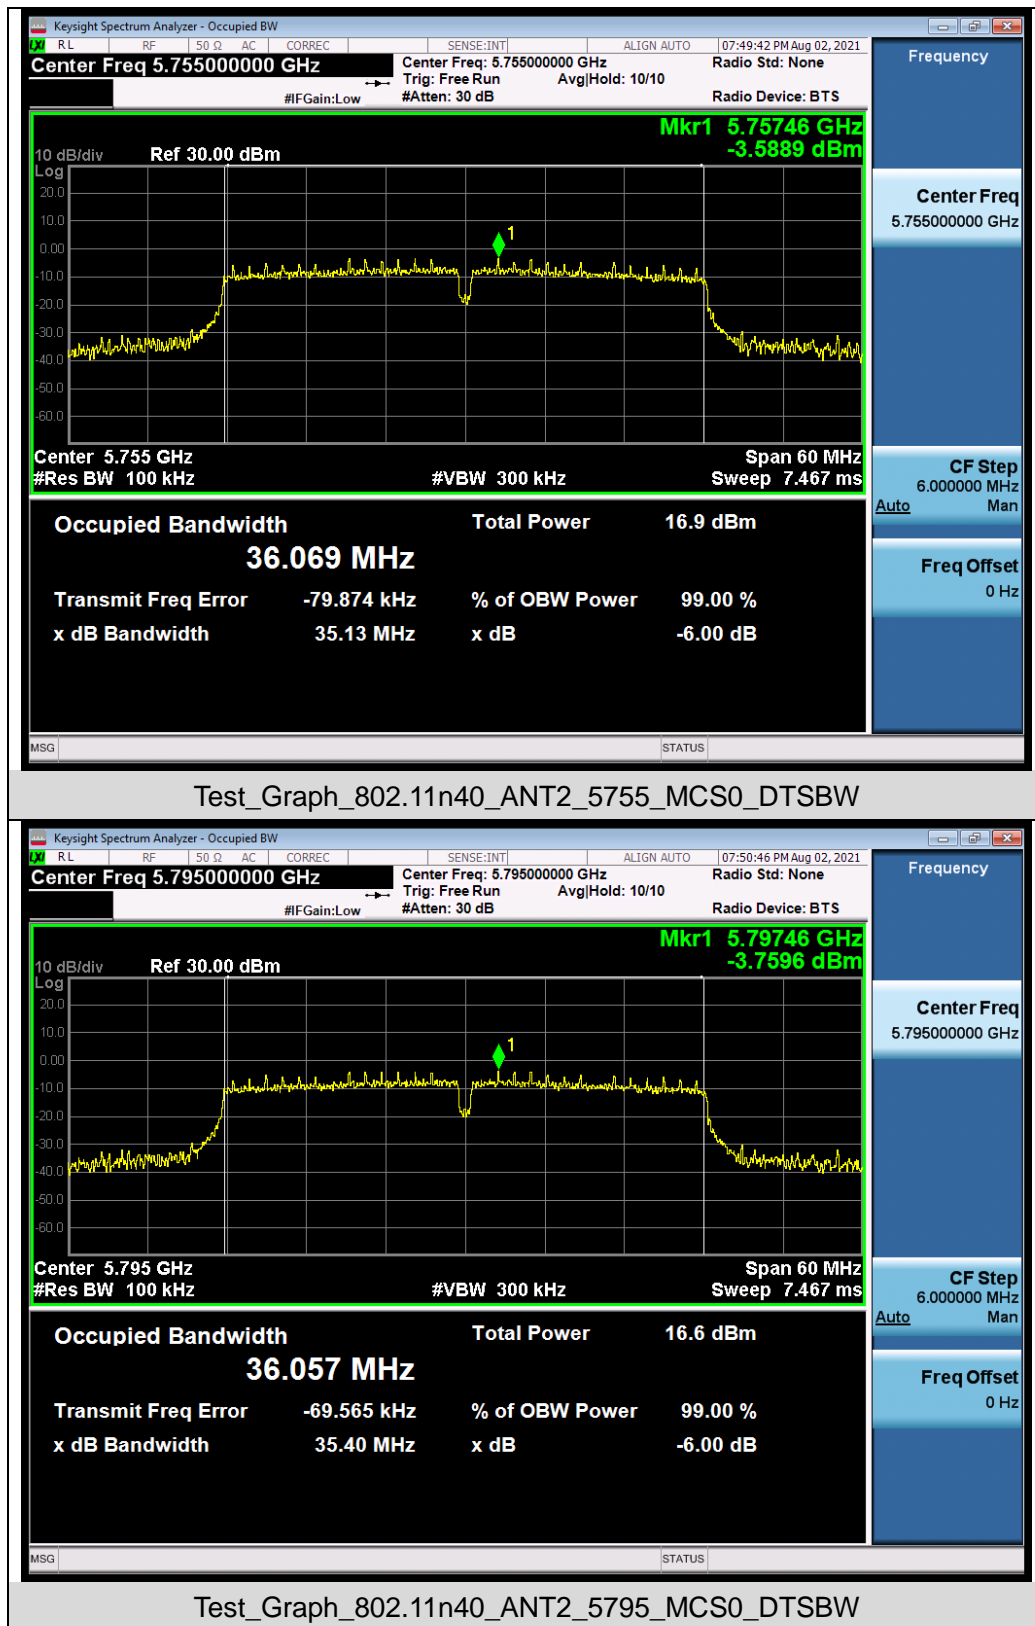 Keysight Spectrum Analyzer - Occupied BW
LXI RL RF 50 Ω AC CORREC SENSE:INT ALIGN AUTO 07:49:42 PM Aug 02, 2021
Center Freq 5.755000000 GHz
Center Freq: 5.755000000 GHz Radio Std: None
Trig: Free Run Avg|Hold: 10/10
#IFGain:Low #Atten: 30 dB Radio Device: BTS
Frequency
Mkr1 5.75746 GHz
-3.5889 dBm
10 dB/div Ref 30.00 dBm
Log
20.0
10.0
0.00
-10.0
-20.0
-30.0
-40.0
-50.0
-60.0
1
Center 5.755 GHz Span 60 MHz
#Res BW 100 kHz #VBW 300 kHz Sweep 7.467 ms
Center Freq
5.755000000 GHz
CF Step
6.000000 MHz
Auto Man
Freq Offset
0 Hz
Occupied Bandwidth Total Power 16.9 dBm
36.069 MHz
Transmit Freq Error -79.874 kHz % of OBW Power 99.00 %
x dB Bandwidth 35.13 MHz x dB -6.00 dB
MSG STATUS
Test_Graph_802.11n40_ANT2_5755_MCS0_DTSBW
Keysight Spectrum Analyzer - Occupied BW
LXI RL RF 50 Ω AC CORREC SENSE:INT ALIGN AUTO 07:50:46 PM Aug 02, 2021
Center Freq 5.795000000 GHz
Center Freq: 5.795000000 GHz Radio Std: None
Trig: Free Run Avg|Hold: 10/10
#IFGain:Low #Atten: 30 dB Radio Device: BTS
Frequency
Mkr1 5.79746 GHz
-3.7596 dBm
10 dB/div Ref 30.00 dBm
Log
20.0
10.0
0.00
-10.0
-20.0
-30.0
-40.0
-50.0
-60.0
1
Center 5.795 GHz Span 60 MHz
#Res BW 100 kHz #VBW 300 kHz Sweep 7.467 ms
Center Freq
5.795000000 GHz
CF Step
6.000000 MHz
Auto Man
Freq Offset
0 Hz
Occupied Bandwidth Total Power 16.6 dBm
36.057 MHz
Transmit Freq Error -69.565 kHz % of OBW Power 99.00 %
x dB Bandwidth 35.40 MHz x dB -6.00 dB
MSG STATUS
Test_Graph_802.11n40_ANT2_5795_MCS0_DTSBW